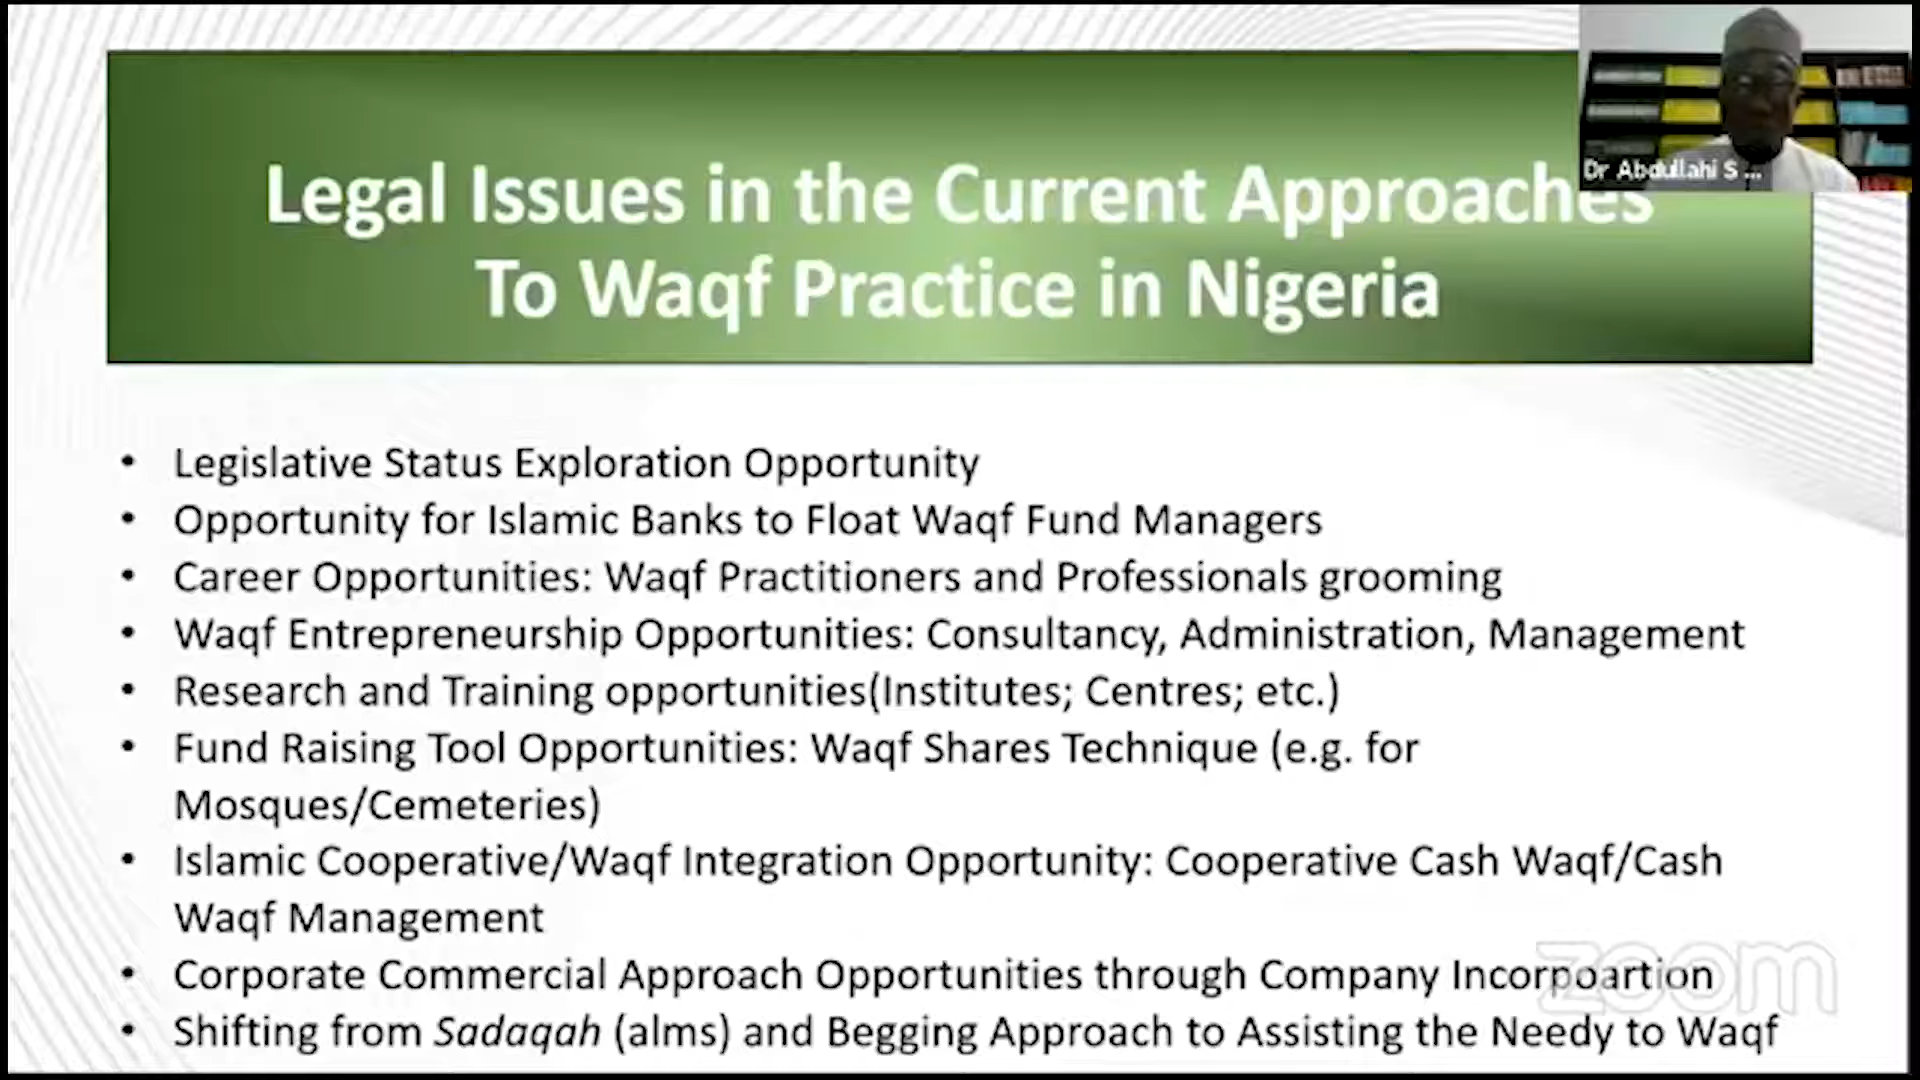 Legal Issues in the Current Approaches
To Waqf Practice in Nigeria
Dr Abdullahi S ...
• Legislative Status Exploration Opportunity
• Opportunity for Islamic Banks to Float Waqf Fund Managers
• Career Opportunities: Waqf Practitioners and Professionals grooming
• Waqf Entrepreneurship Opportunities: Consultancy, Administration, Management
• Research and Training opportunities(Institutes; Centres; etc.)
• Fund Raising Tool Opportunities: Waqf Shares Technique (e.g. for
Mosques/Cemeteries)
• Islamic Cooperative/Waqf Integration Opportunity: Cooperative Cash Waqf/Cash
Waqf Management
• Corporate Commercial Approach Opportunities through Company Incorpoartion
• Shifting from Sadaqah (alms) and Begging Approach to Assisting the Needy to Waqf
zoom